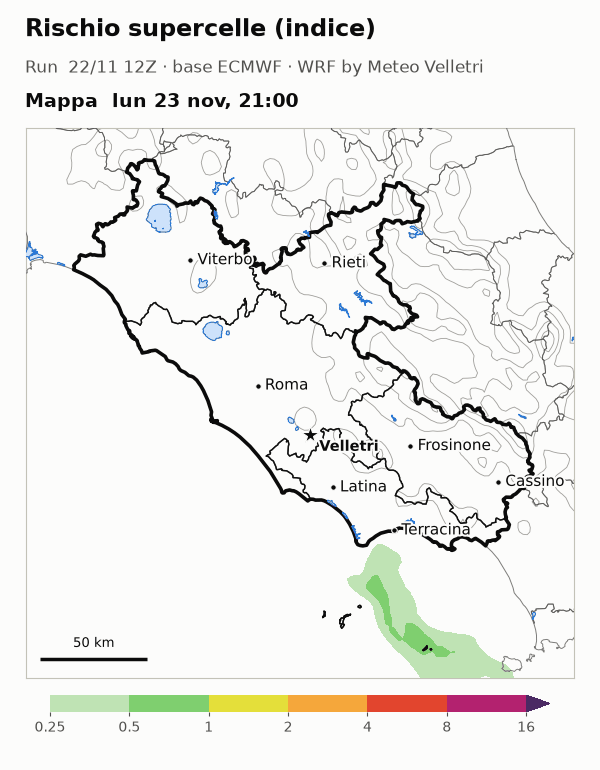 Rischio supercelle (indice)
Run  22/11 12Z · base ECMWF · WRF by Meteo Velletri
Mappa  lun 23 nov, 21:00
Viterbo
Rieti
Roma
Velletri
Frosinone
Cassino
Latina
Terracina
50 km
0.25 0.5 1 2 4 8 16